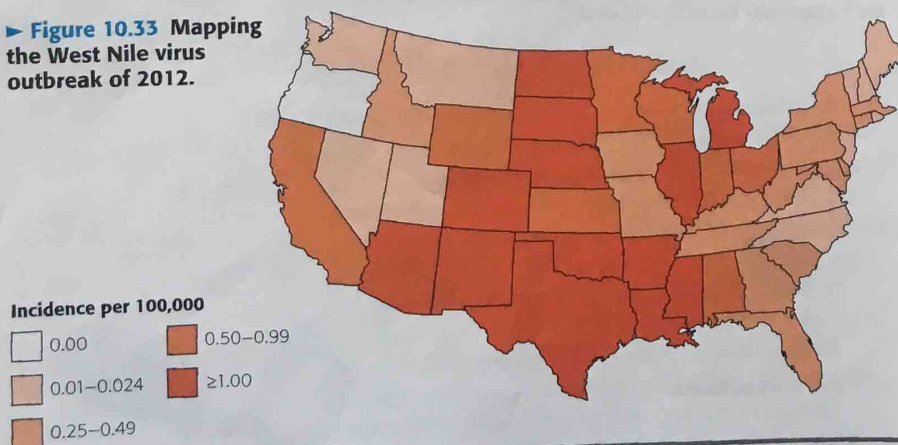 ► Figure 10.33 Mapping
the West Nile virus
outbreak of 2012.
Incidence per 100,000
0.00
0.01–0.024
0.25–0.49
0.50–0.99
≥1.00